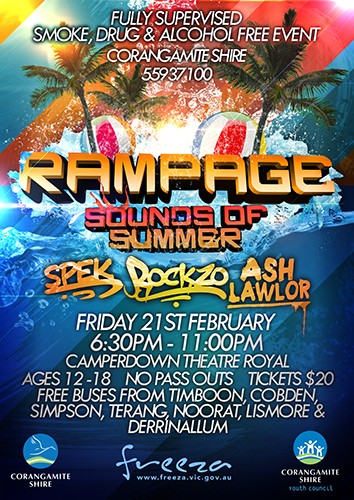 FULLY SUPERVISED
SMOKE, DRUG & ALCOHOL FREE EVENT
CORANGAMITE SHIRE
55937100
RAMPAGE
SOUNDS OF
SUMMER
SPEK ROCKZO ASH LAWLOR
FRIDAY 21ST FEBRUARY
6:30PM - 11:00PM
CAMPERDOWN THEATRE ROYAL
AGES 12 -18 NO PASS OUTS TICKETS $20
FREE BUSES FROM TIMBOON, COBDEN,
SIMPSON, TERANG, NOORAT, LISMORE &
DERRINALLUM
CORANGAMITE
SHIRE
freeza
www.freeza.vic.gov.au
CORANGAMITE
SHIRE
youth council